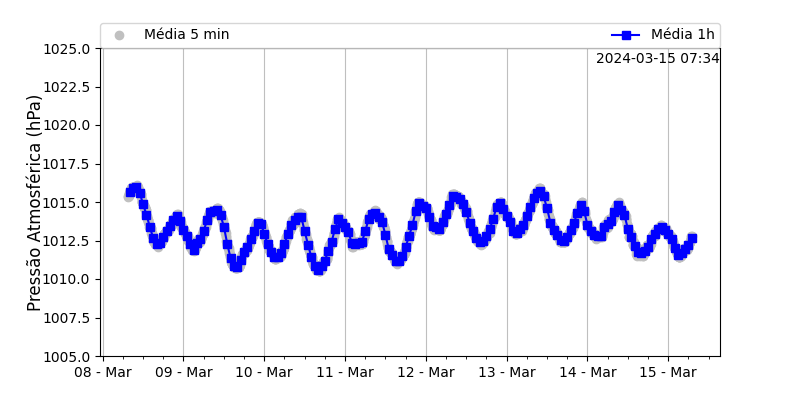 Média 5 min
Média 1h
2024-03-15 07:34
Pressão Atmosférica (hPa)
1025.0
1022.5
1020.0
1017.5
1015.0
1012.5
1010.0
1007.5
1005.0
08 - Mar
09 - Mar
10 - Mar
11 - Mar
12 - Mar
13 - Mar
14 - Mar
15 - Mar